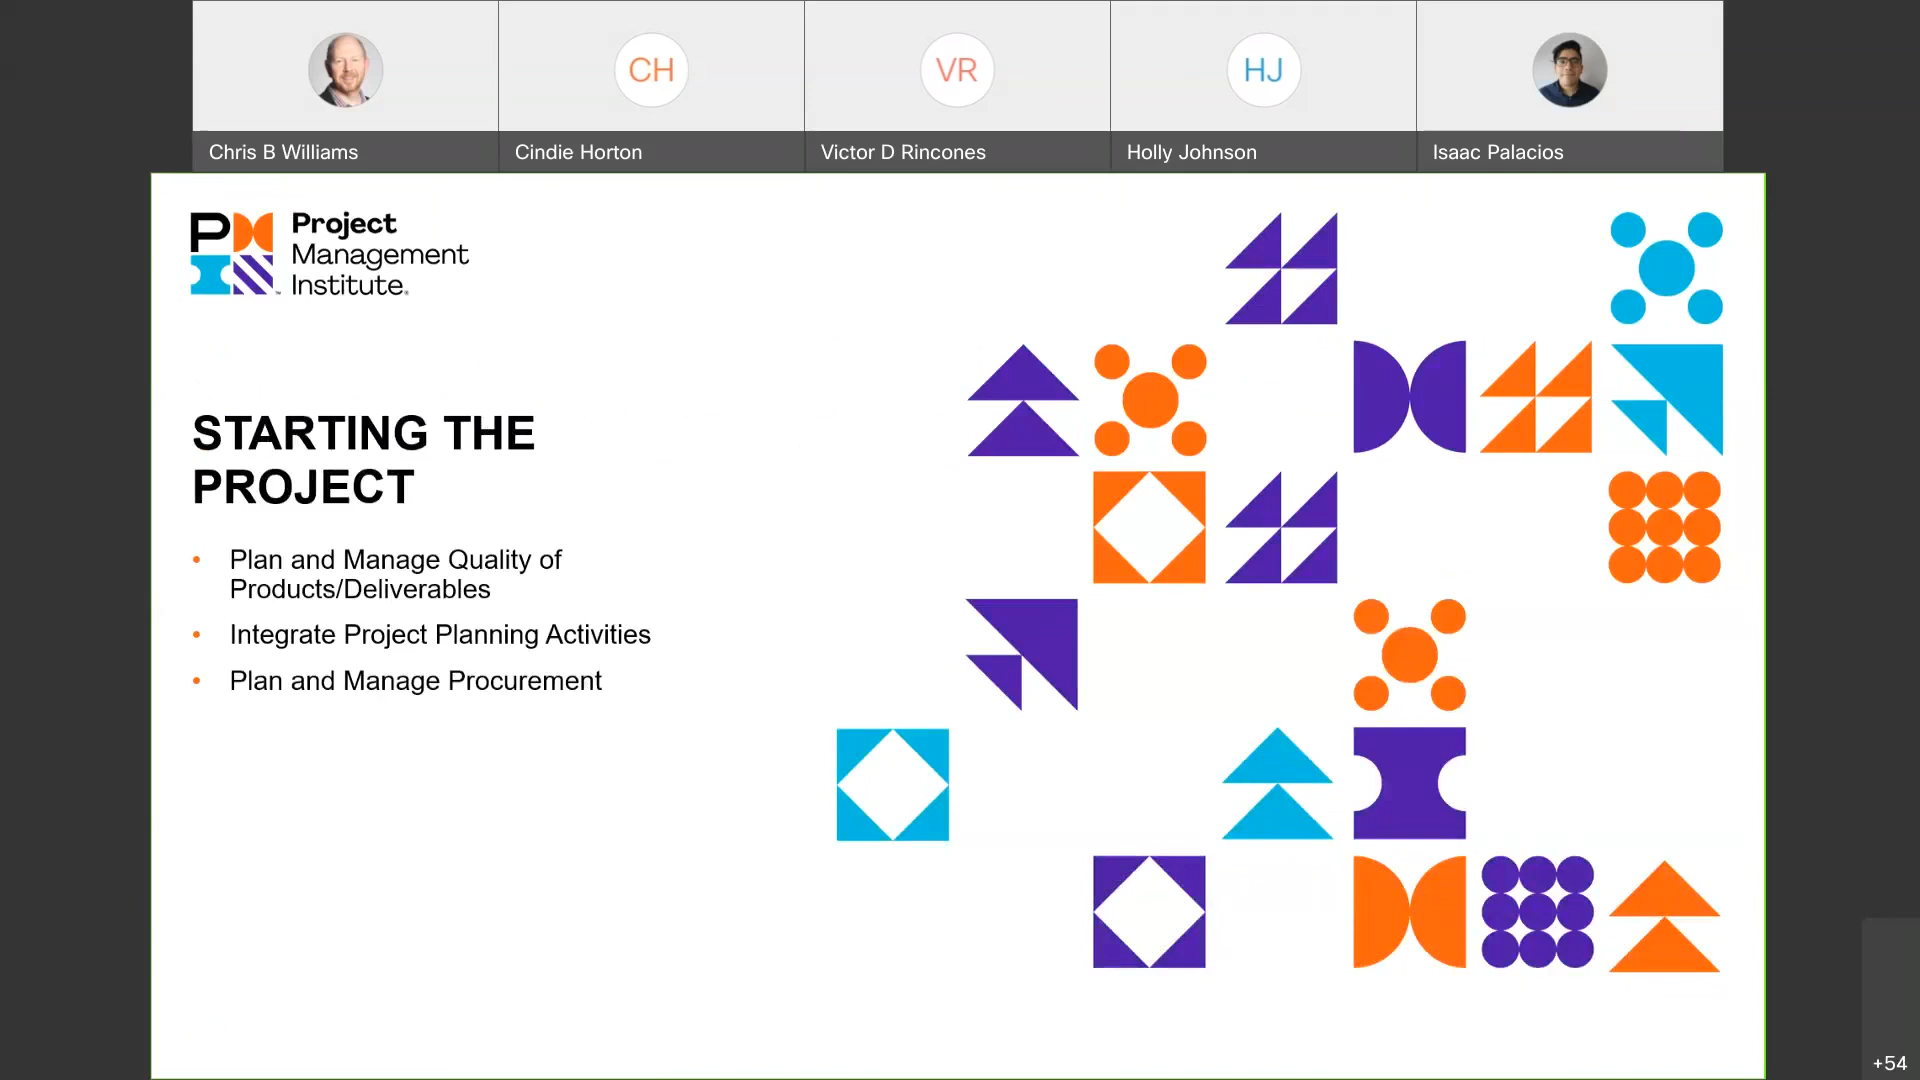 CH
VR
HJ
Chris B Williams
Cindie Horton
Victor D Rincones
Holly Johnson
Isaac Palacios
P
Project
Management
Institute.
STARTING THE
PROJECT
• Plan and Manage Quality of
Products/Deliverables
• Integrate Project Planning Activities
• Plan and Manage Procurement
+54